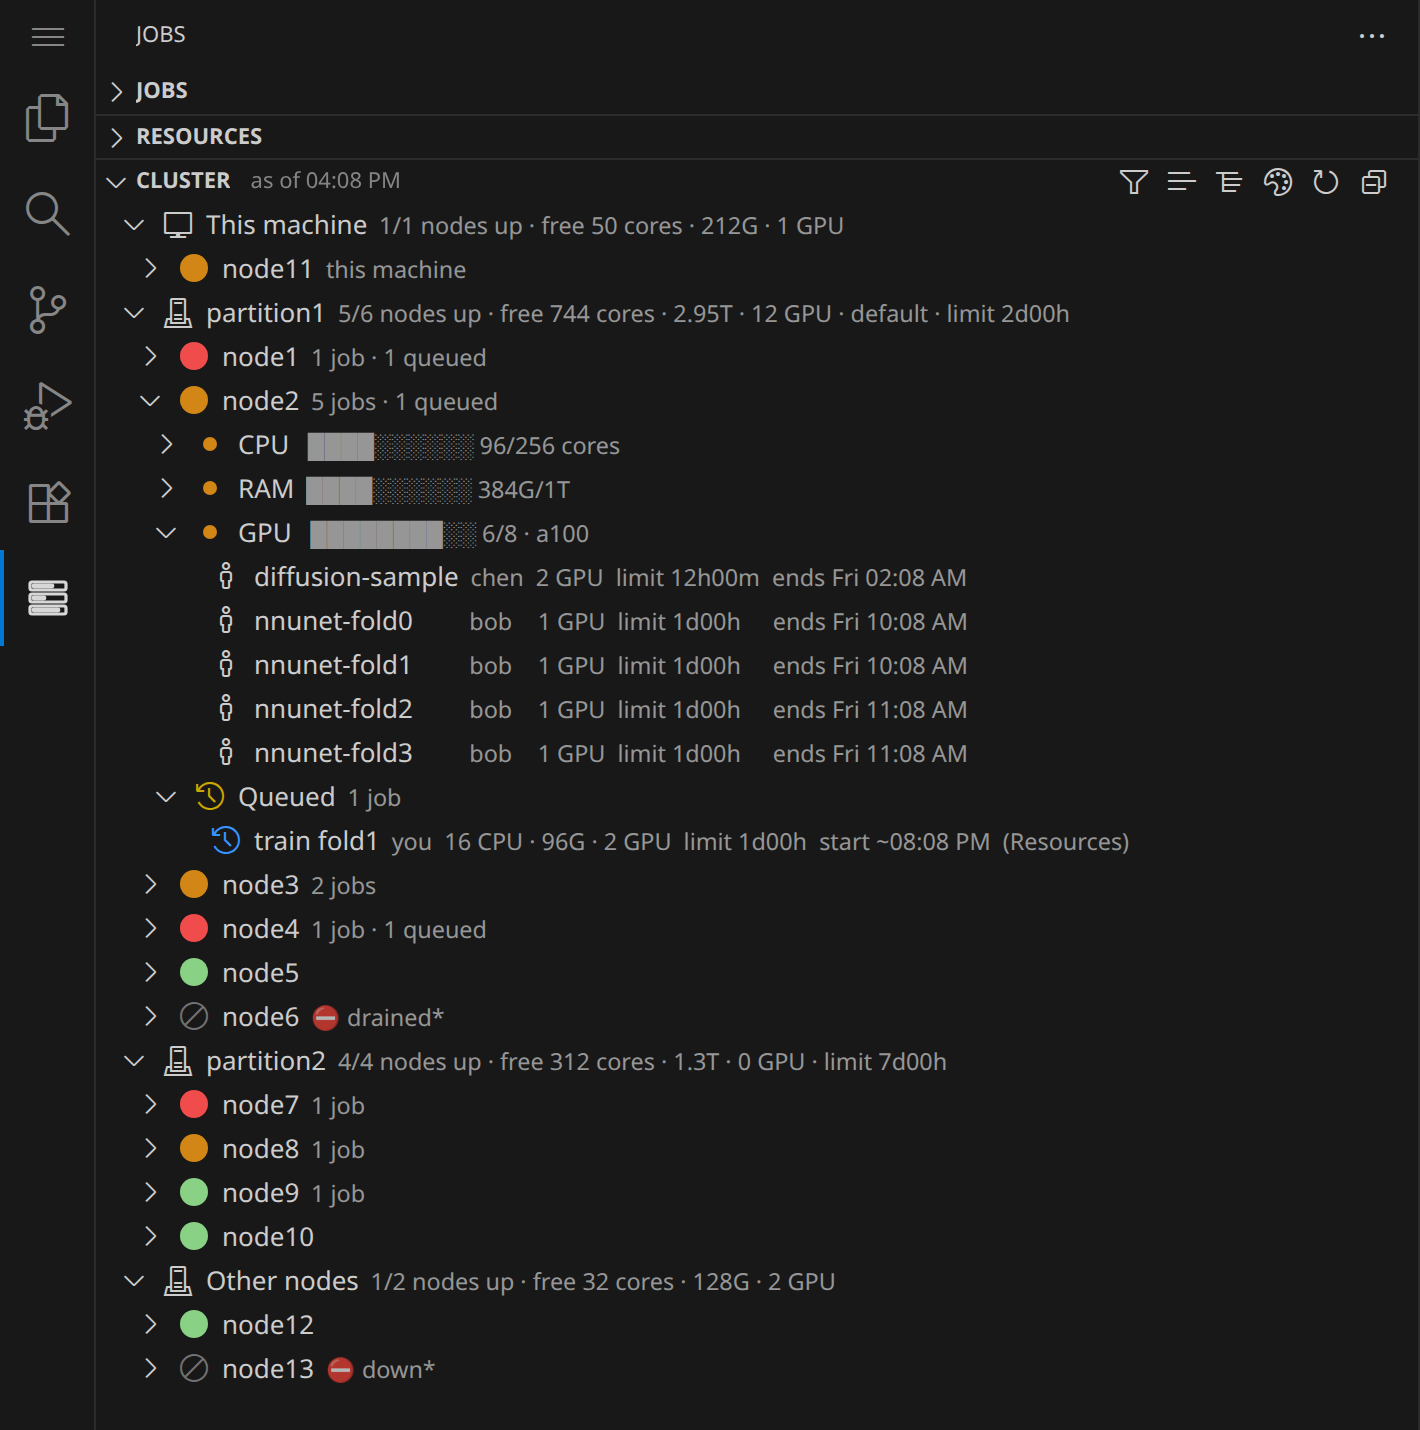 JOBS
JOBS
RESOURCES
CLUSTER as of 04:08 PM
This machine 1/1 nodes up · free 50 cores · 212G · 1 GPU
node11 this machine
partition1 5/6 nodes up · free 744 cores · 2.95T · 12 GPU · default · limit 2d00h
node1 1 job · 1 queued
node2 5 jobs · 1 queued
CPU ████░░░░░░ 96/256 cores
RAM ████░░░░░░ 384G/1T
GPU ████████░░ 6/8 · a100
diffusion-sample chen 2 GPU limit 12h00m ends Fri 02:08 AM
nnunet-fold0 bob 1 GPU limit 1d00h ends Fri 10:08 AM
nnunet-fold1 bob 1 GPU limit 1d00h ends Fri 10:08 AM
nnunet-fold2 bob 1 GPU limit 1d00h ends Fri 11:08 AM
nnunet-fold3 bob 1 GPU limit 1d00h ends Fri 11:08 AM
Queued 1 job
train fold1 you 16 CPU · 96G · 2 GPU limit 1d00h start ~08:08 PM (Resources)
node3 2 jobs
node4 1 job · 1 queued
node5
node6 ⛔ drained*
partition2 4/4 nodes up · free 312 cores · 1.3T · 0 GPU · limit 7d00h
node7 1 job
node8 1 job
node9 1 job
node10
Other nodes 1/2 nodes up · free 32 cores · 128G · 2 GPU
node12
node13 ⛔ down*